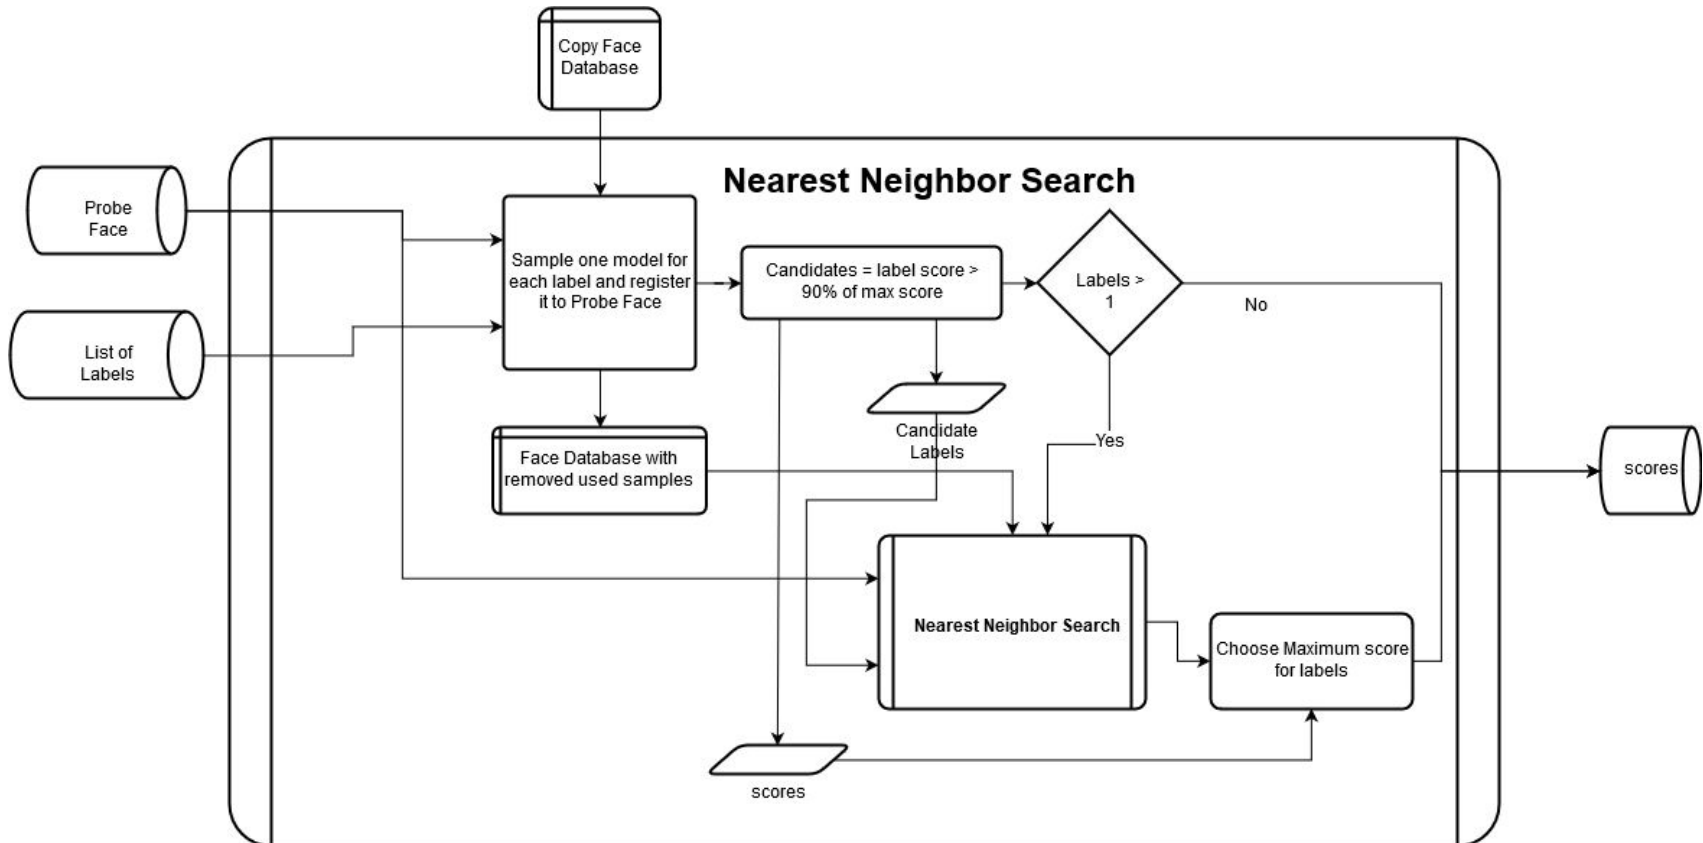 Copy Face
Database
Nearest Neighbor Search
Probe
Face
Sample one model for
each label and register
it to Probe Face
Candidates = label score >
90% of max score
Labels >
1
No
List of
Labels
Candidate
Labels
Yes
Face Database with
removed used samples
scores
Nearest Neighbor Search
Choose Maximum score
for labels
scores